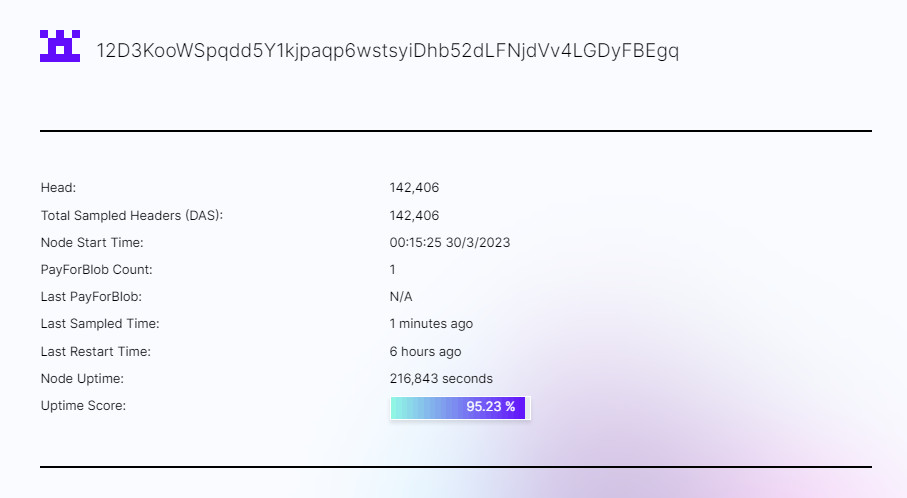 12D3KooWSpqdd5Y1kjpaqp6wstsyiDhb52dLFNjdVv4LGDyFBEgq
Head: 142,406
Total Sampled Headers (DAS): 142,406
Node Start Time: 00:15:25 30/3/2023
PayForBlob Count: 1
Last PayForBlob: N/A
Last Sampled Time: 1 minutes ago
Last Restart Time: 6 hours ago
Node Uptime: 216,843 seconds
Uptime Score: 95.23 %